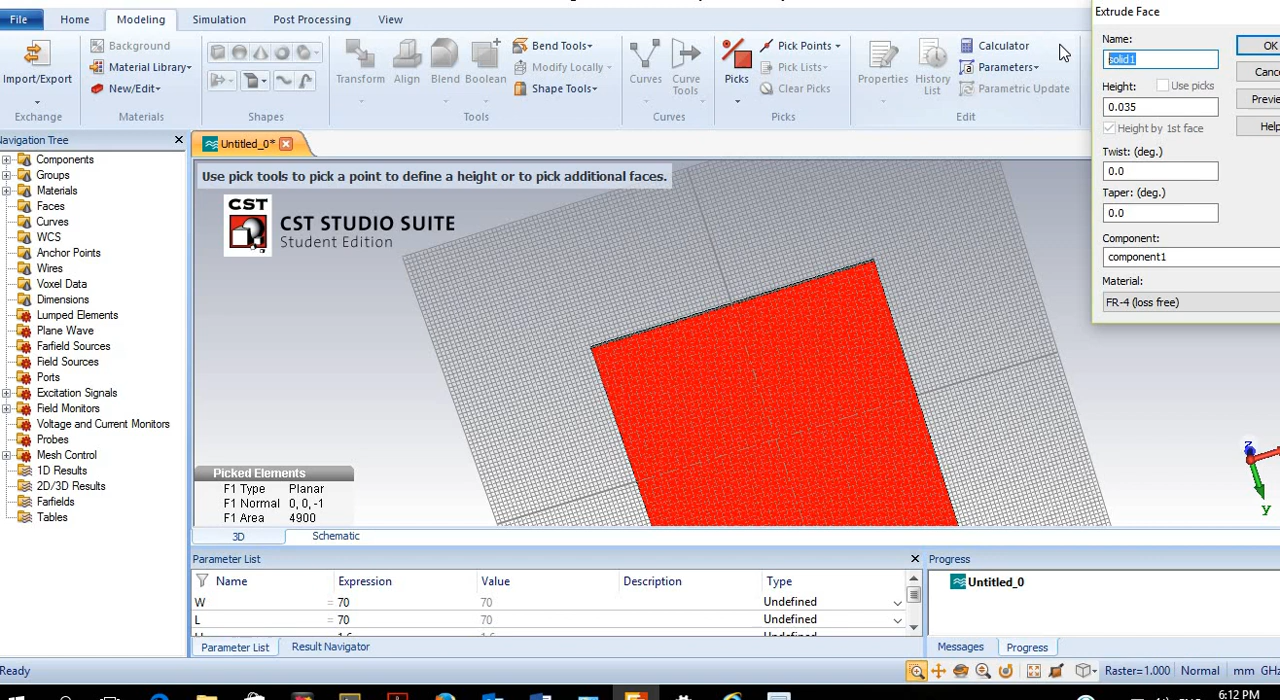 File
Home
Modeling
Simulation
Post Processing
View
Extrude Face
Import/Export
Exchange
Background
Material Library
New/Edit
Materials
Shapes
Transform
Align
Blend
Boolean
Bend Tools
Modify Locally
Shape Tools
Tools
Curves
Curve Tools
Curves
Picks
Pick Points
Pick Lists
Clear Picks
Picks
Properties
History List
Calculator
Parameters
Parametric Update
Edit
Name:
solid1
OK
Height:
Use picks
0.035
Height by 1st face
Twist: (deg.)
0.0
Taper: (deg.)
0.0
Component:
component1
Material:
FR-4 (loss free)
Help
Navigation Tree
Components
Groups
Materials
Faces
Curves
WCS
Anchor Points
Wires
Voxel Data
Dimensions
Lumped Elements
Plane Wave
Farfield Sources
Field Sources
Ports
Excitation Signals
Field Monitors
Voltage and Current Monitors
Probes
Mesh Control
1D Results
2D/3D Results
Farfields
Tables
Untitled_0*
Use pick tools to pick a point to define a height or to pick additional faces.
CST
CST STUDIO SUITE
Student Edition
Picked Elements
F1 Type Planar
F1 Normal 0, 0, -1
F1 Area 4900
z
y
3D
Schematic
Parameter List
Name Expression Value Description Type
W = 70 70 Undefined
L = 70 70 Undefined
Parameter List
Result Navigator
Progress
Untitled_0
Messages
Progress
Ready
Raster=1.000 Normal mm
6:12 PM